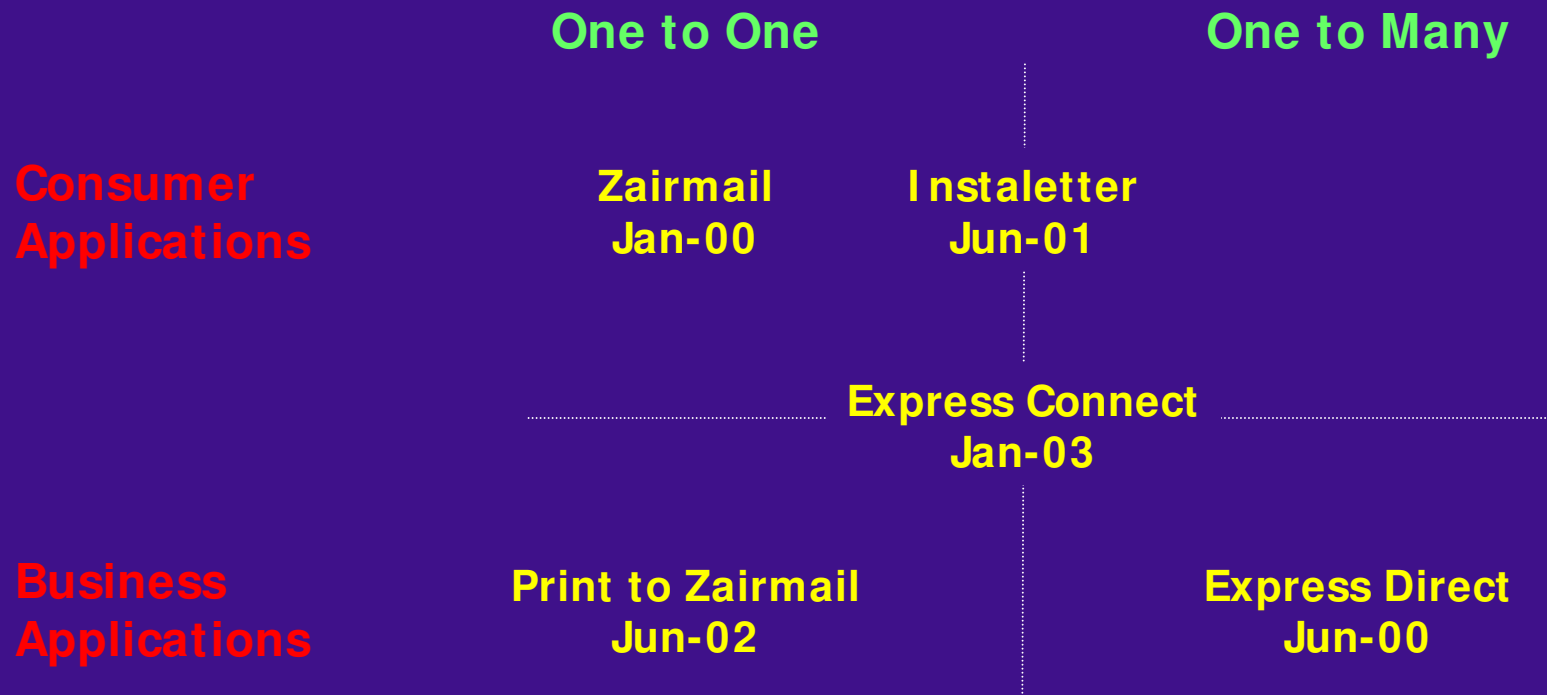 One to One
One to Many
Consumer
Applications
Zairmail
Jan-00
Instaletter
Jun-01
Express Connect
Jan-03
Business
Applications
Print to Zairmail
Jun-02
Express Direct
Jun-00